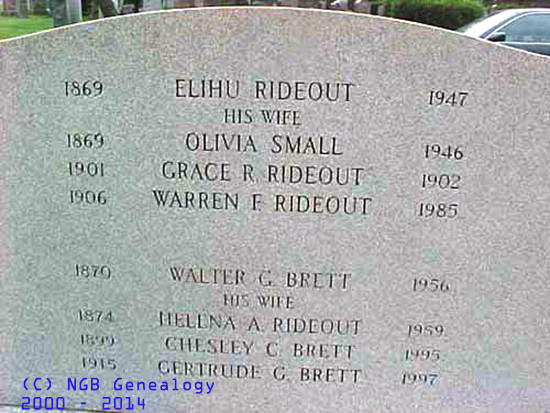 1869 ELIHU RIDEOUT 1947
HIS WIFE
1869 OLIVIA SMALL 1946
1901 GRACE R. RIDEOUT 1902
1906 WARREN F. RIDEOUT 1985
1870 WALTER G. BRETT 1956
HIS WIFE
1874 HELENA A. RIDEOUT 1959
1899 CHESLEY C. BRETT 1995
1915 GERTRUDE G. BRETT 1997
(C) NGB Genealogy
2000 - 2014